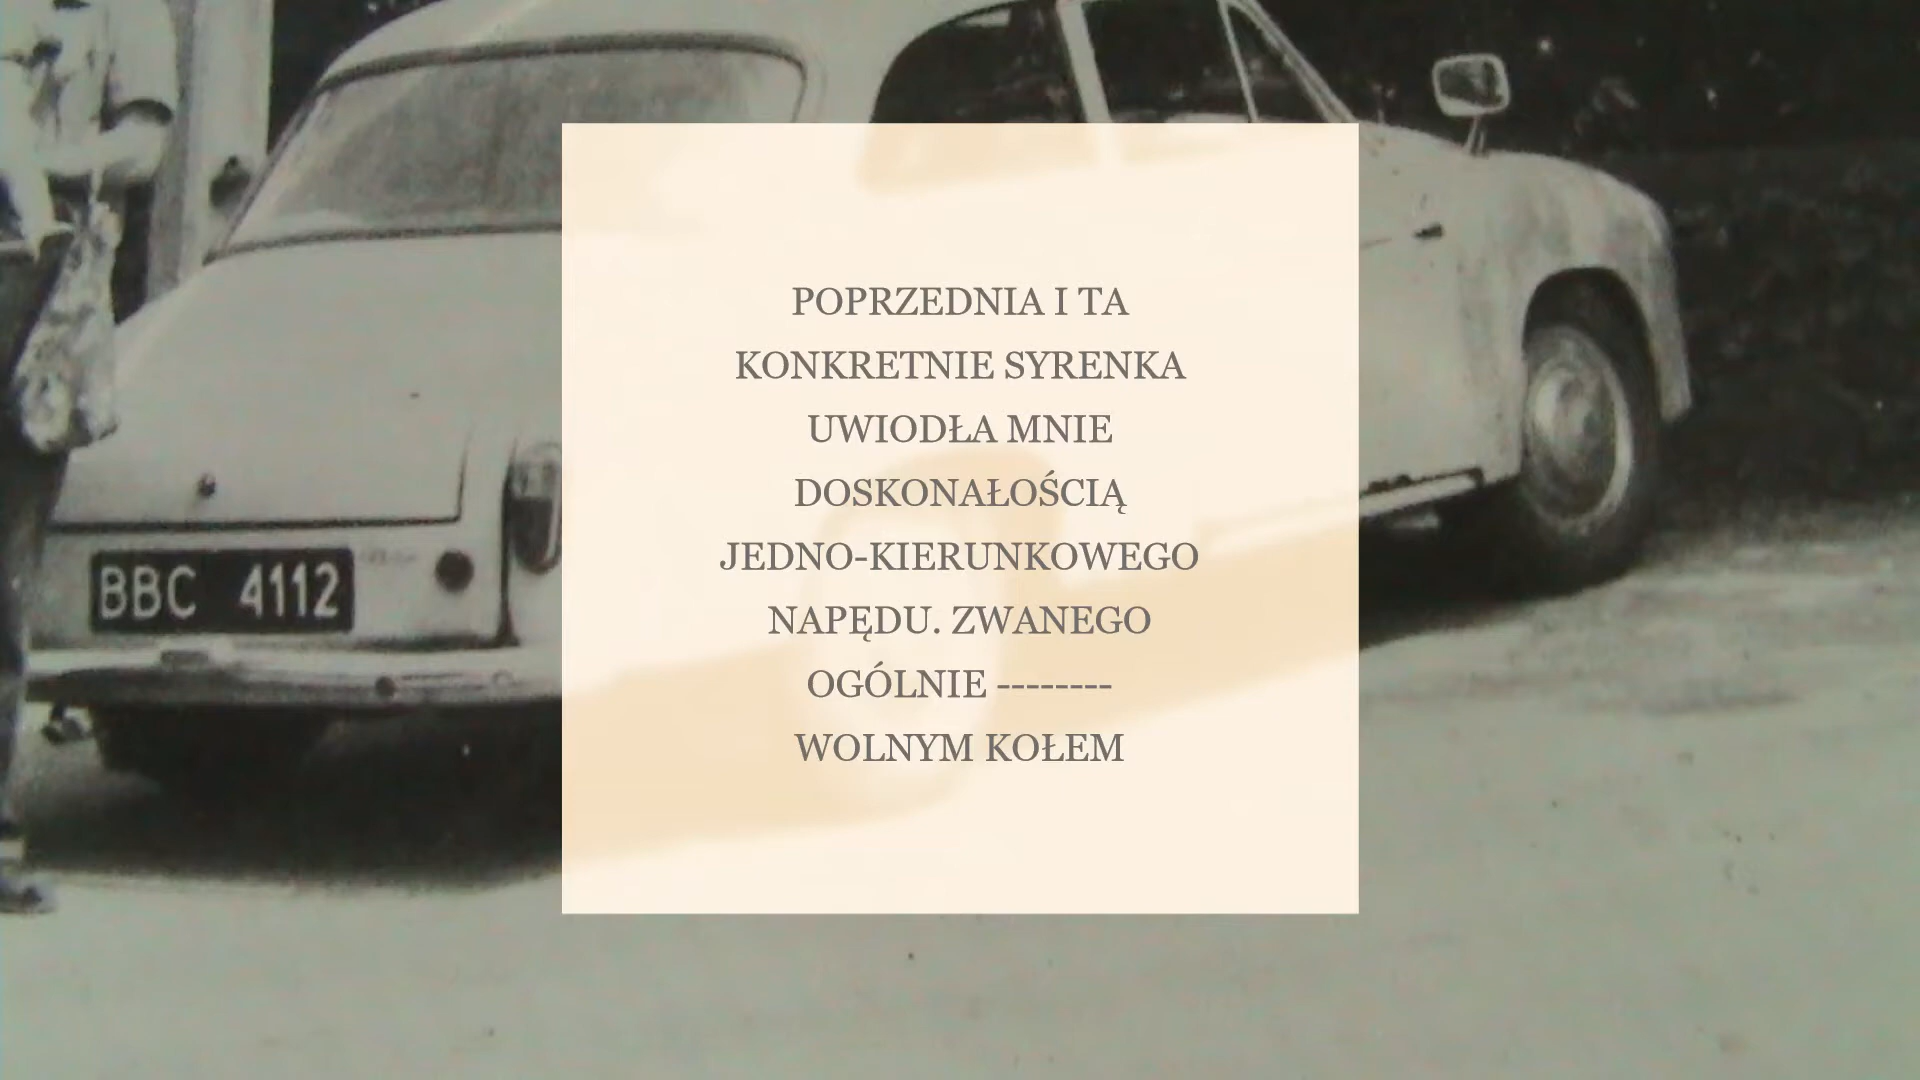 POPRZEDNIA I TA
KONKRETNIE SYRENKA
UWIODŁA MNIE
DOSKONAŁOŚCIĄ
JEDNO-KIERUNKOWEGO
NAPĘDU. ZWANEGO
OGÓLNIE --------
WOLNYM KOŁEM
BBC 4112